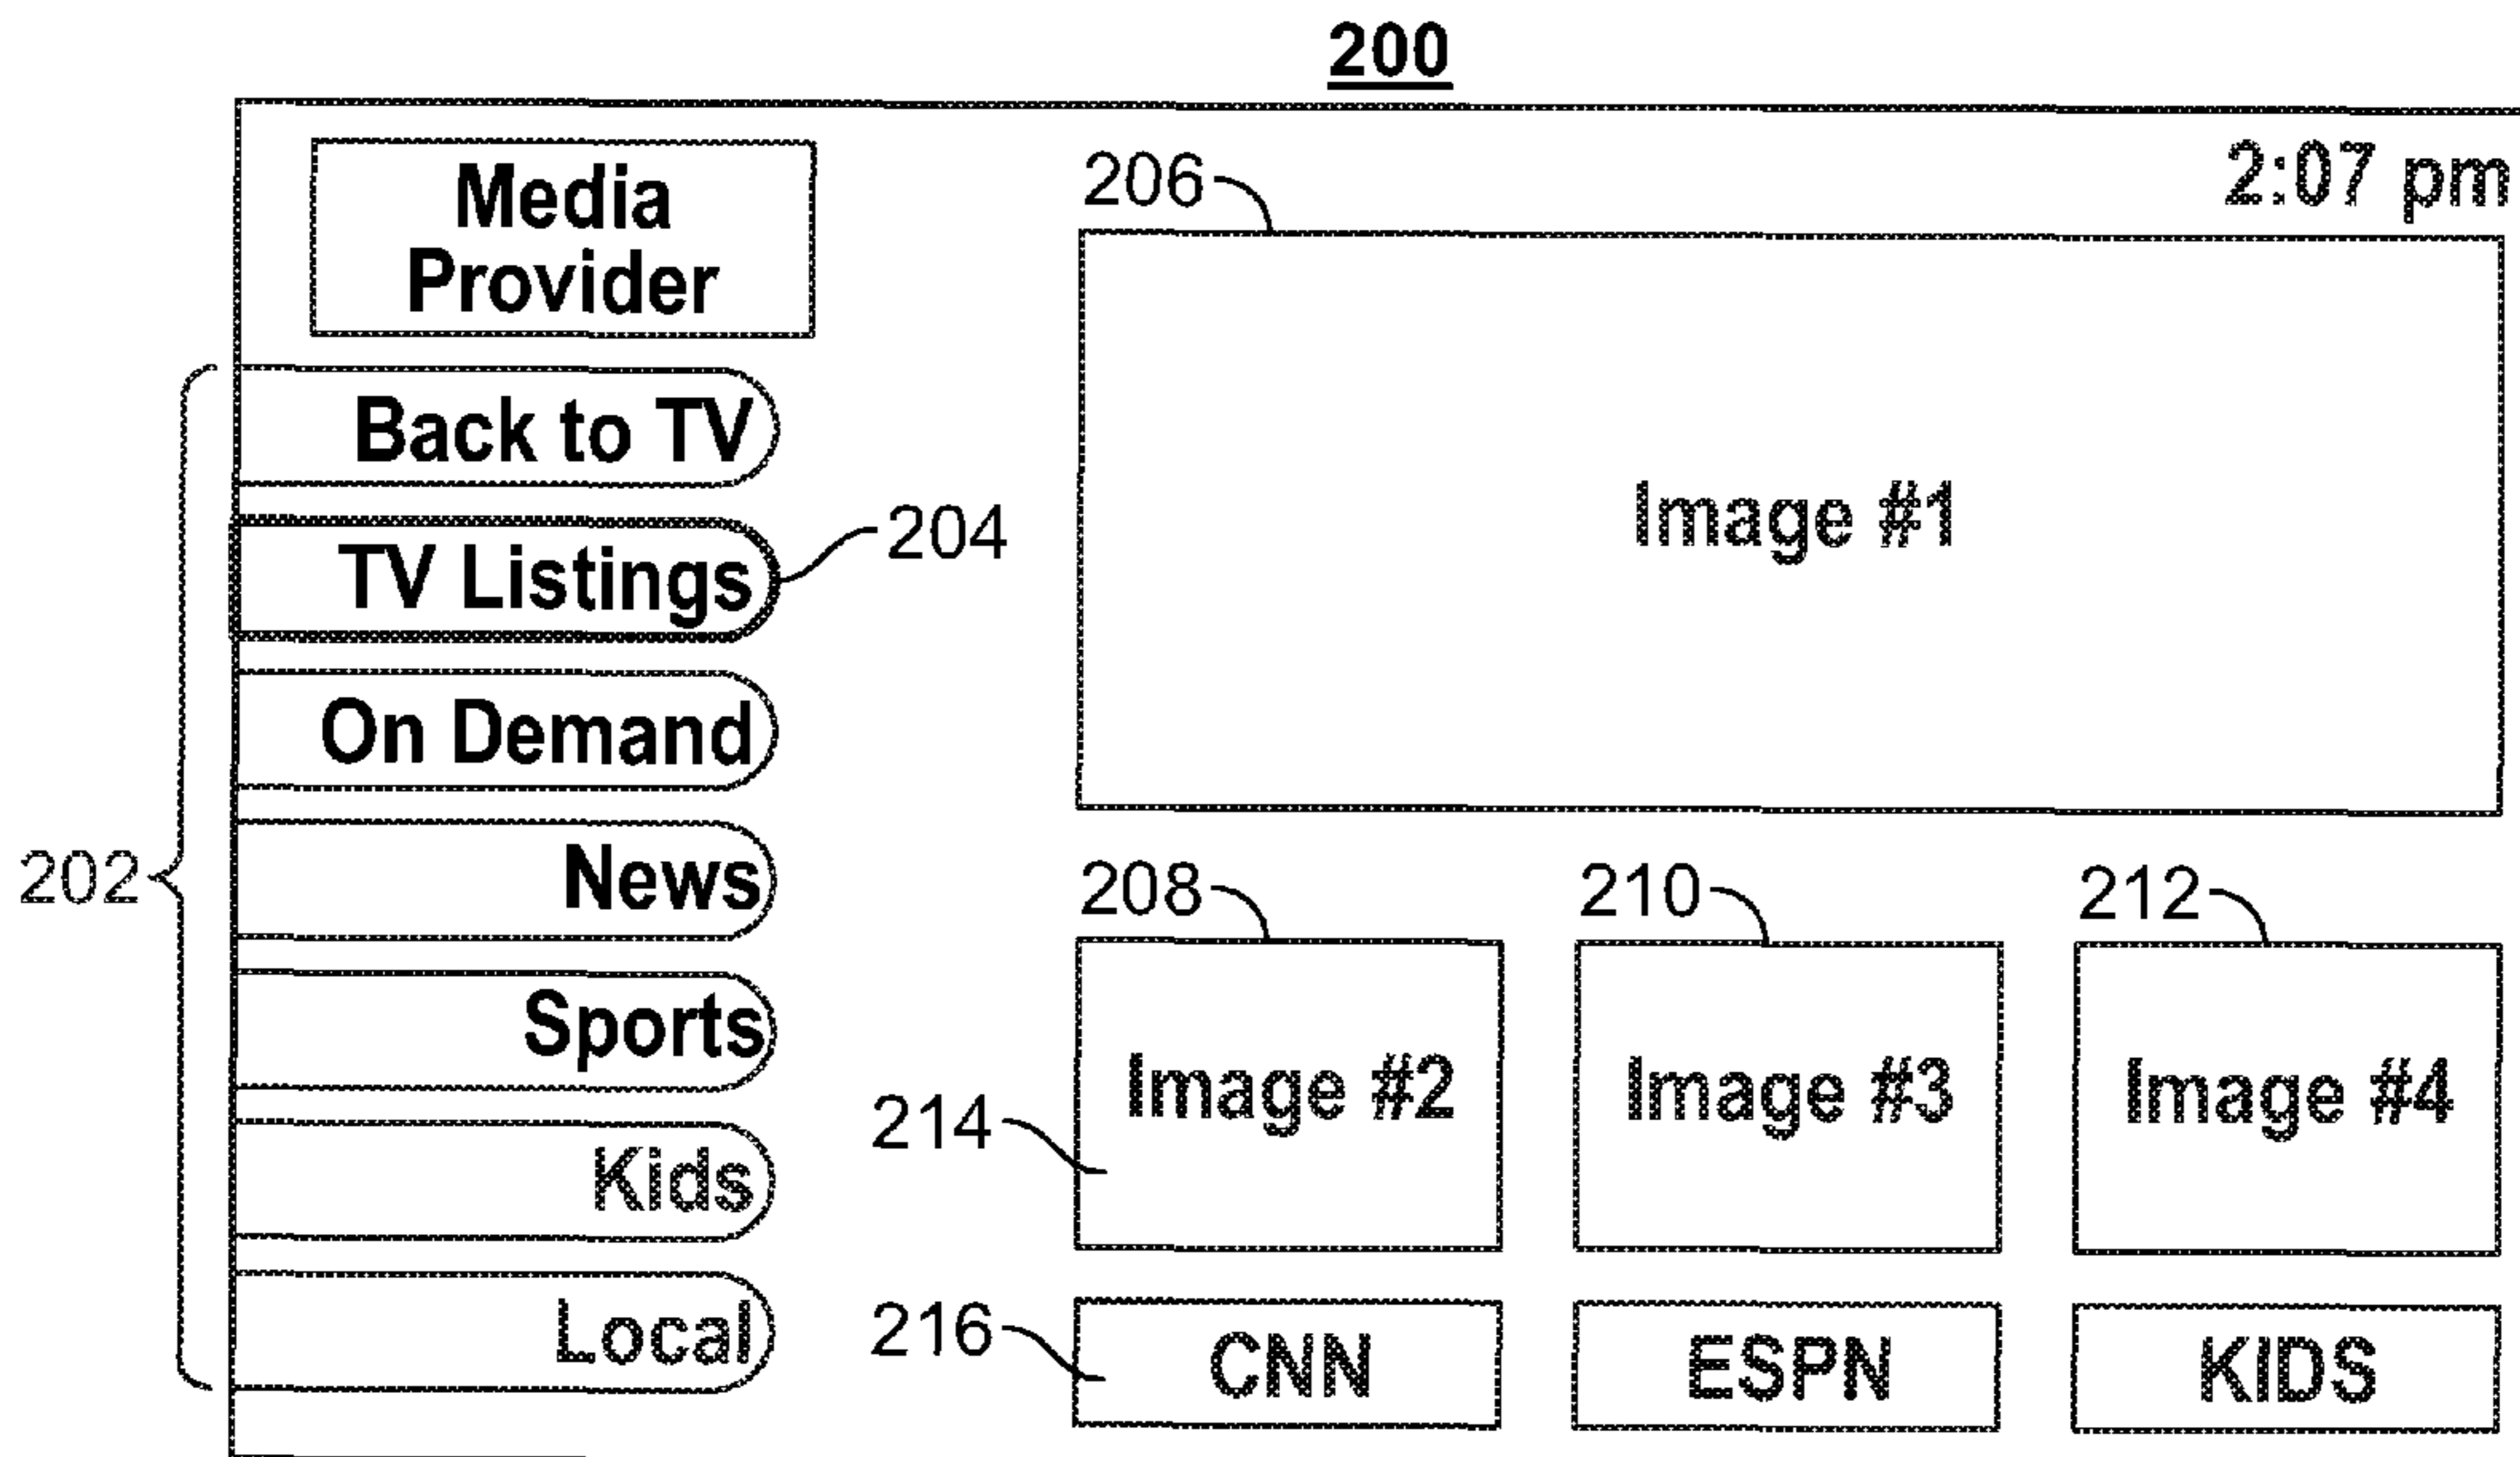 200
Media
Provider
2:07 pm
206
Back to TV
TV Listings
204
Image #1
On Demand
202
News
208
210
212
Sports
Image #2
Image #3
Image #4
214
Kids
Local
216
CNN
ESPN
KIDS